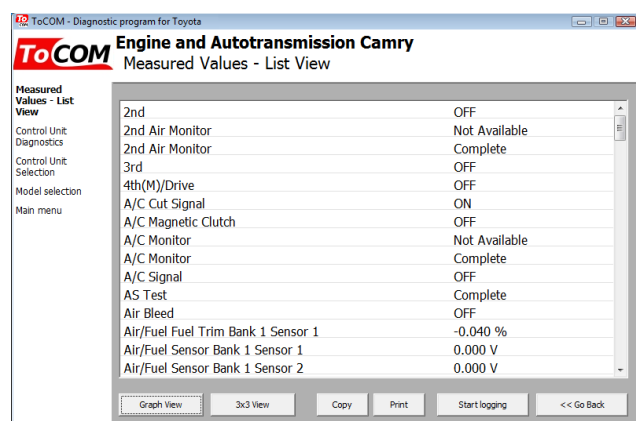 ToCOM - Diagnostic program for Toyota
ToCOM
Engine and Autotransmission Camry
Measured Values - List View
Measured
Values - List
View
Control Unit
Diagnostics
Control Unit
Selection
Model selection
Main menu
2nd OFF
2nd Air Monitor Not Available
2nd Air Monitor Complete
3rd OFF
4th(M)/Drive OFF
A/C Cut Signal ON
A/C Magnetic Clutch OFF
A/C Monitor Not Available
A/C Monitor Complete
A/C Signal OFF
AS Test Complete
Air Bleed OFF
Air/Fuel Fuel Trim Bank 1 Sensor 1 -0.040 %
Air/Fuel Sensor Bank 1 Sensor 1 0.000 V
Air/Fuel Sensor Bank 1 Sensor 2 0.000 V
Graph View 3x3 View Copy Print Start logging << Go Back